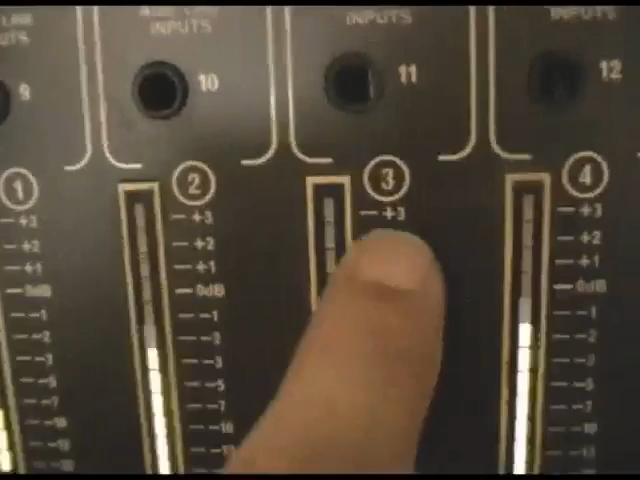 INPUTS INPUTS INPUTS
9 10 11 12
1 2 3 4
+3 +3 +3 +3
+2 +2 +2
+1 +1 +1
0dB 0dB 0dB
-1 -1 -1
-2 -2 -2
-3 -3 -3
-5 -5 -5
-7 -7 -7
-10 -10 -10